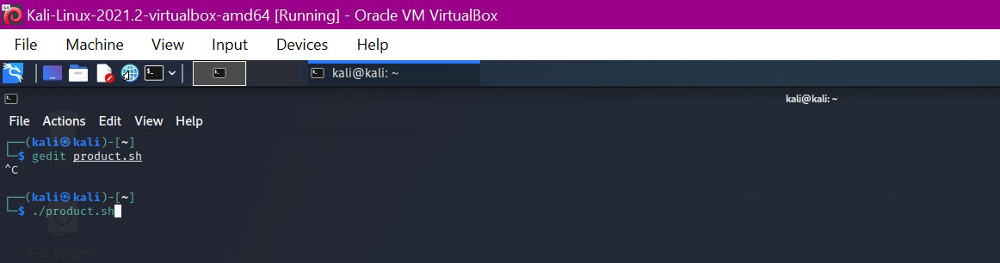 64
Kali-Linux-2021.2-virtualbox-amd64 [Running] - Oracle VM VirtualBox
File Machine View Input Devices Help
kali@kali: ~
kali@kali: ~
File Actions Edit View Help
┌──(kali㉿kali)-[~]
└─$ gedit product.sh
^C
┌──(kali㉿kali)-[~]
└─$ ./product.sh
File System